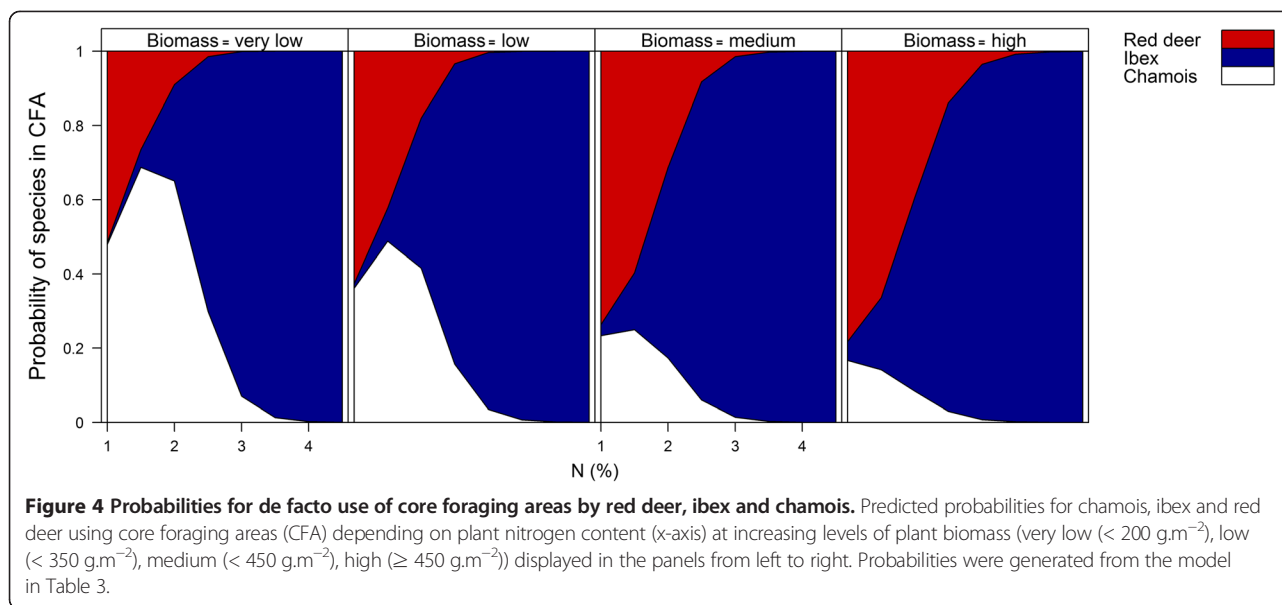 Biomass = very low
Biomass = low
Biomass = medium
Biomass = high
Red deer
Ibex
Chamois
Probability of species in CFA
1
0.8
0.6
0.4
0.2
0
1 2 3 4
1 2 3 4
N (%)
Figure 4 Probabilities for de facto use of core foraging areas by red deer, ibex and chamois. Predicted probabilities for chamois, ibex and red
deer using core foraging areas (CFA) depending on plant nitrogen content (x-axis) at increasing levels of plant biomass (very low (< 200 g.m−2), low
(< 350 g.m−2), medium (< 450 g.m−2), high (≥ 450 g.m−2)) displayed in the panels from left to right. Probabilities were generated from the model
in Table 3.